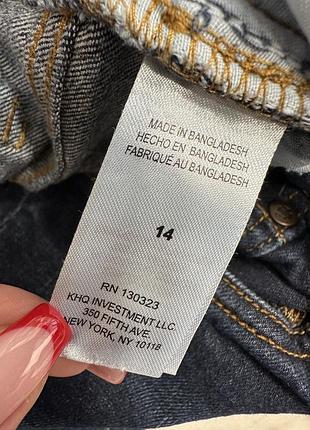 MADE IN BANGLADESH
HECHO EN BANGLADESH
FABRIQUÉ AU BANGLADESH
14
RN 130323
KHQ INVESTMENT LLC.
350 FIFTH AVE.
NEW YORK, NY 10118